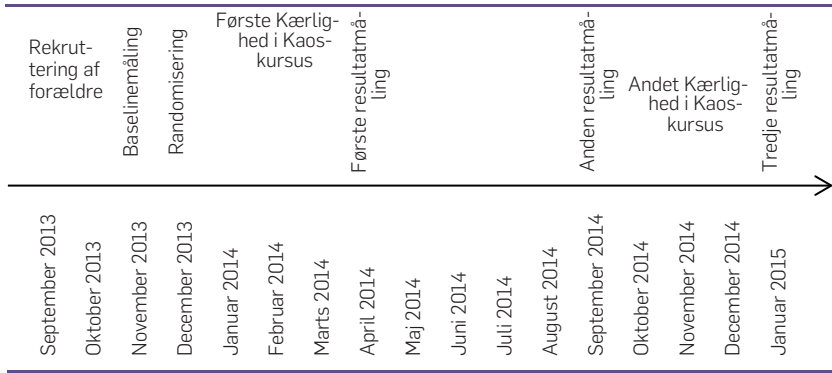 Rekrut-
tering af
forældre
Baselinemåling
Randomisering
Første Kærlig-
hed i Kaos-
kursus
Første resultatmå-
ling
Anden resultatmå-
ling
Andet Kærlig-
hed i Kaos-
kursus
Tredje resultatmå-
ling
September 2013
Oktober 2013
November 2013
December 2013
Januar 2014
Februar 2014
Marts 2014
April 2014
Maj 2014
Juni 2014
Juli 2014
August 2014
September 2014
Oktober 2014
November 2014
December 2014
Januar 2015